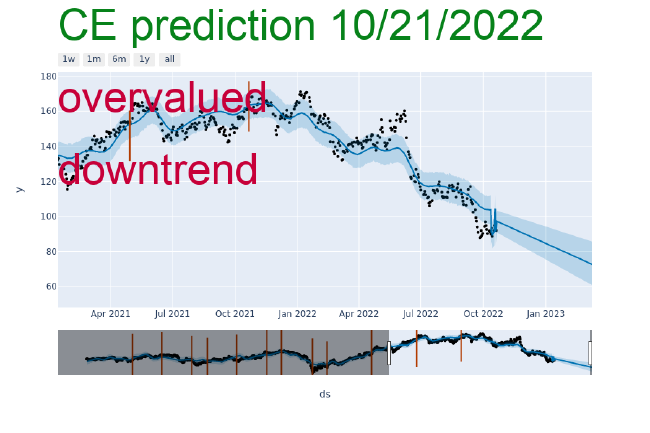 CE prediction 10/21/2022
1w 1m 6m 1y all
180
overvalued
160
140
downtrend
120
y
100
80
60
Apr 2021 Jul 2021 Oct 2021 Jan 2022 Apr 2022 Jul 2022 Oct 2022 Jan 2023
ds